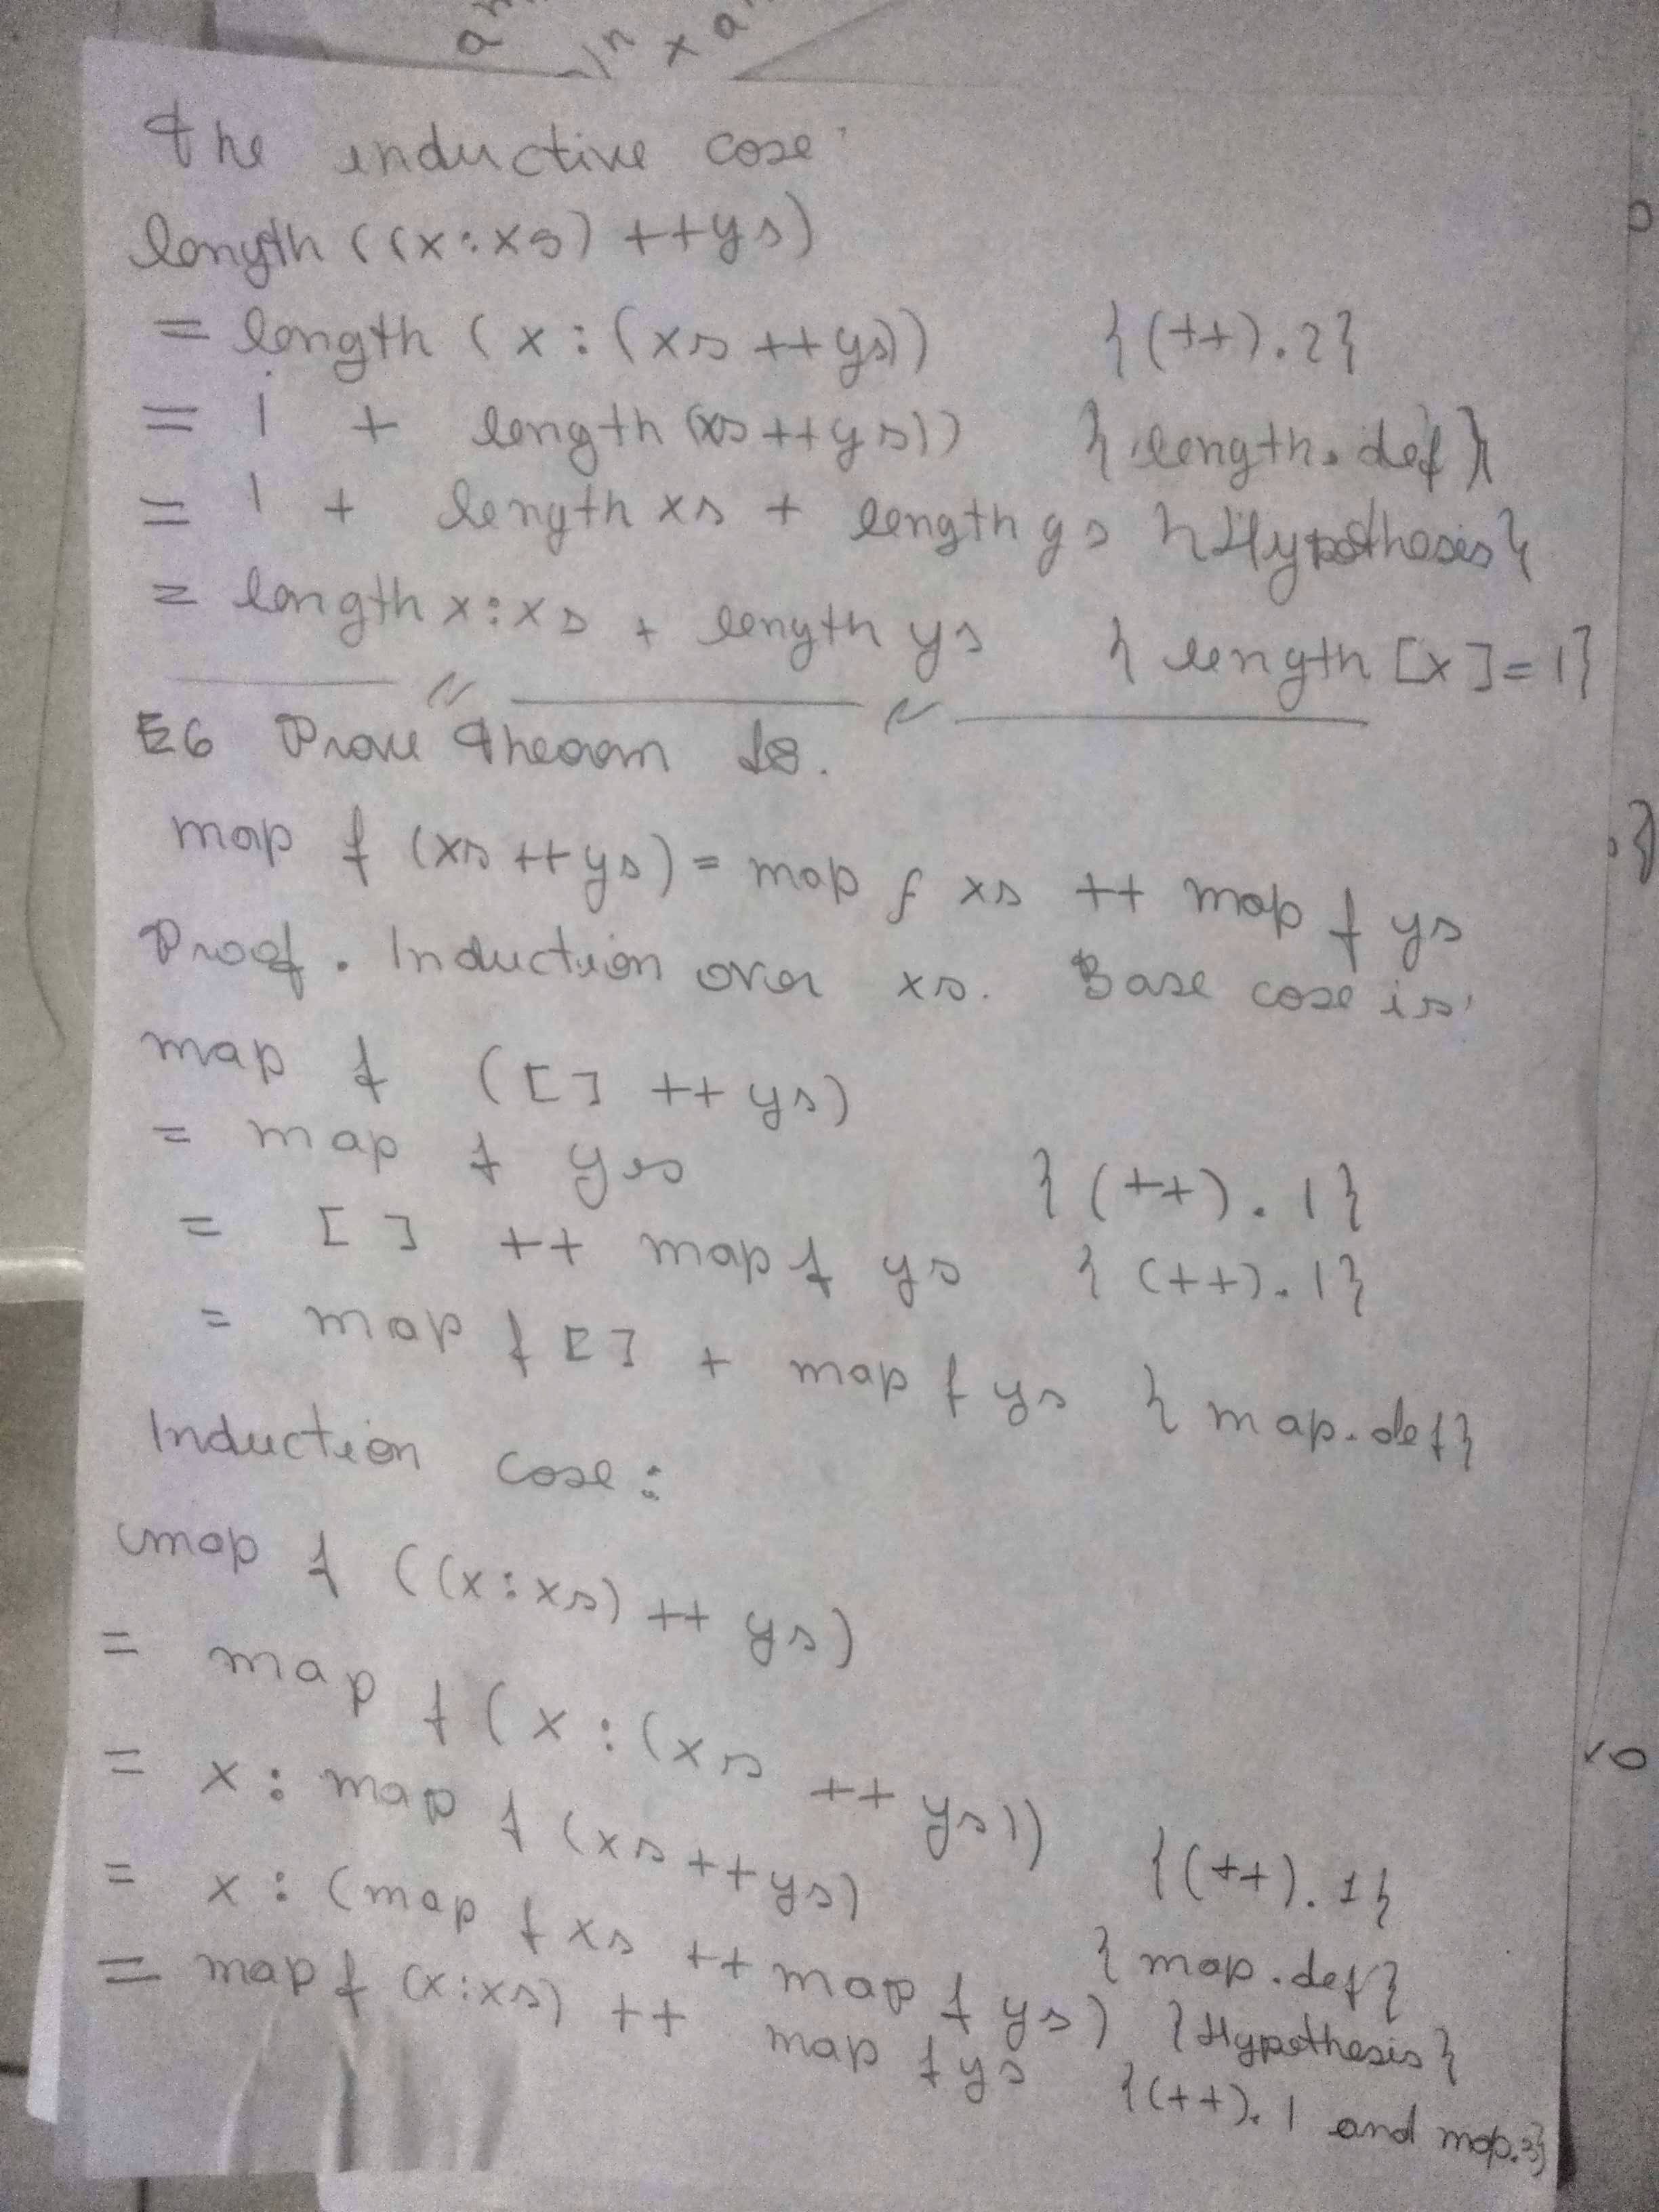 a
In x a
The inductive case:
length ((x:xs) ++ys)
= length (x:(xs ++ys)) {(++).2}
= 1 + length (xs ++ys)) {length.def}
= 1 + length xs + length ys {Hypothesis}
= length x:xs + length ys {length [x]=1}
E6 Prove Theorem 18.
map f (xs ++ys) = map f xs ++ map f ys
Proof. Induction over xs. Base case is:
map f ([] ++ ys)
= map f ys {(++).1}
= [] ++ map f ys {(++).1}
= map f [] + map f ys {map.def}
Induction case:
map f ((x:xs) ++ ys)
= map f (x:(xs ++ ys)) {(++).1}
= x: map f (xs ++ys) {map.def}
= x: (map f xs ++ map f ys) {Hypothesis}
= map f (x:xs) ++ map f ys {(++).1 and map.2}